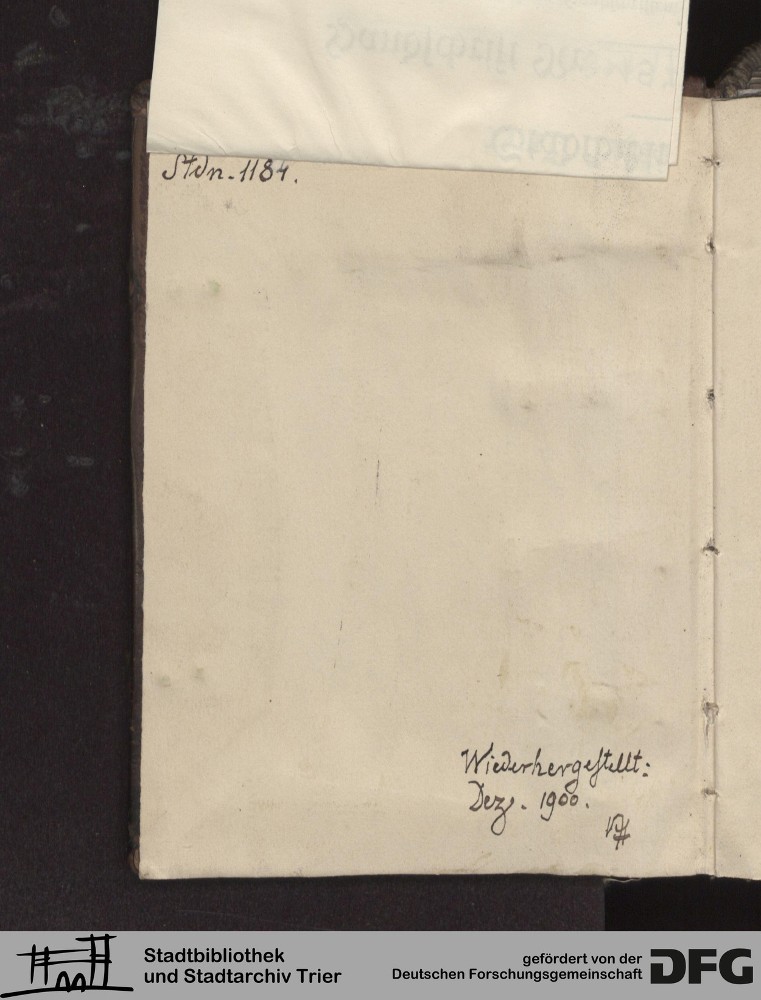 Stdn. 1184.
Wiederhergestellt:
Dez. 1900.
Stadtbibliothek
und Stadtarchiv Trier
gefördert von der
Deutschen Forschungsgemeinschaft
DFG